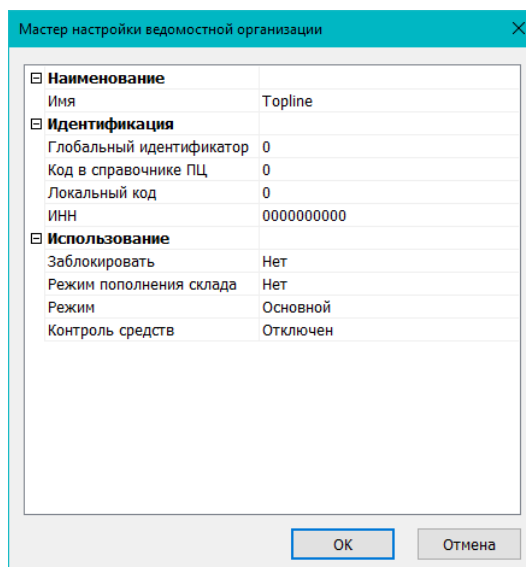 Мастер настройки ведомостной организации
Наименование
Имя Topline
Идентификация
Глобальный идентификатор 0
Код в справочнике ПЦ 0
Локальный код 0
ИНН 0000000000
Использование
Заблокировать Нет
Режим пополнения склада Нет
Режим Основной
Контроль средств Отключен
ОК Отмена